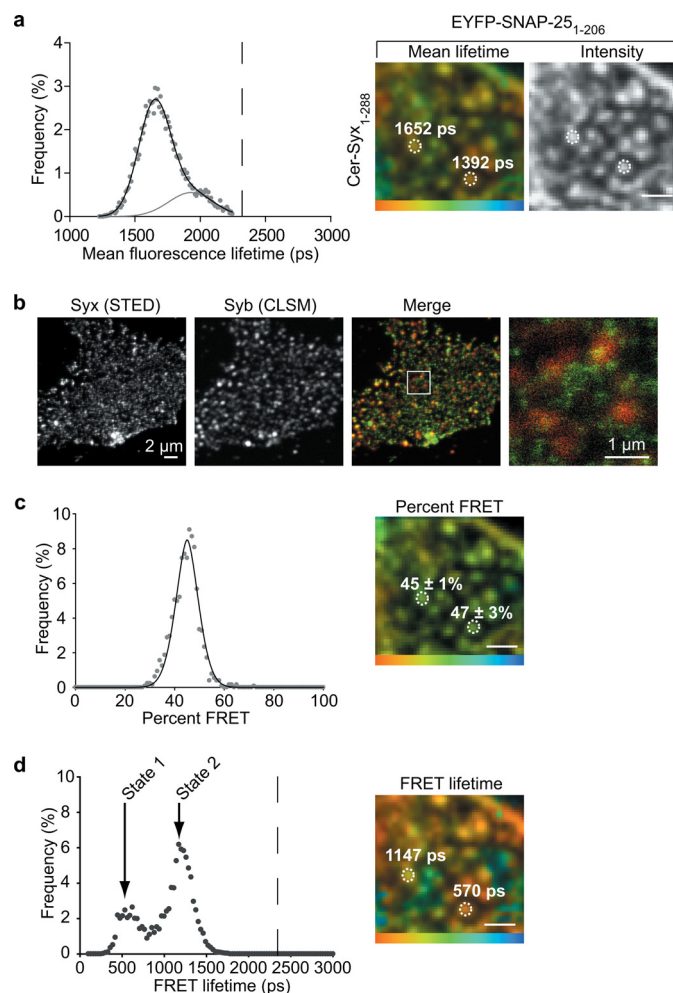 a
EYFP-SNAP-251-206
Mean lifetime
Intensity
Cer-Syx1-288
1652 ps
1392 ps
Frequency (%)
4
3
2
1
0
1000 1500 2000 2500 3000
Mean fluorescence lifetime (ps)
b
Syx (STED) Syb (CLSM) Merge
2 µm
1 µm
c
Frequency (%)
10
8
6
4
2
0
0 20 40 60 80 100
Percent FRET
Percent FRET
45 ± 1%
47 ± 3%
d
State 1
State 2
Frequency (%)
10
8
6
4
2
0
0 500 1000 1500 2000 2500 3000
FRET lifetime (ps)
FRET lifetime
1147 ps
570 ps